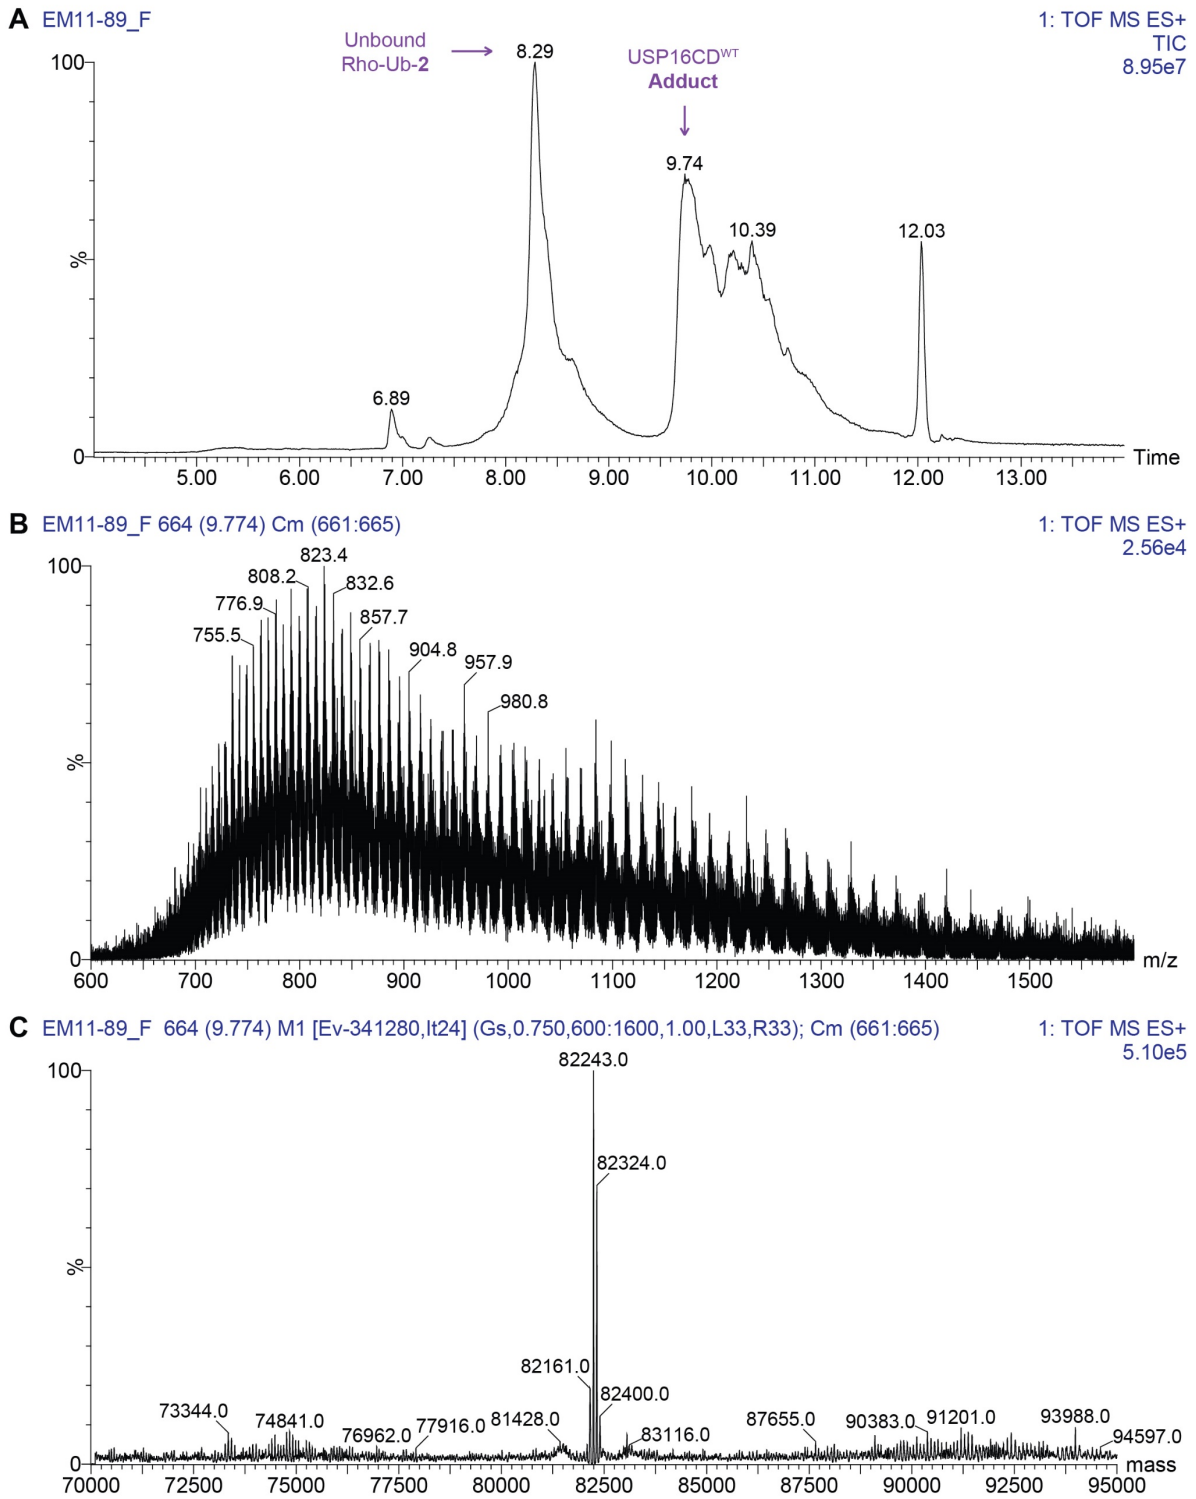 A EM11-89_F
1: TOF MS ES+
TIC
8.95e7
Unbound
Rho-Ub-2
8.29
USP16CDWT
Adduct
100
9.74
10.39
12.03
%
6.89
0
5.00 6.00 7.00 8.00 9.00 10.00 11.00 12.00 13.00
Time
B EM11-89_F 664 (9.774) Cm (661:665)
1: TOF MS ES+
2.56e4
100
823.4
808.2
832.6
776.9
857.7
755.5
904.8
957.9
980.8
%
0
600 700 800 900 1000 1100 1200 1300 1400 1500
m/z
C EM11-89_F 664 (9.774) M1 [Ev-341280,It24] (Gs,0.750,600:1600,1.00,L33,R33); Cm (661:665)
1: TOF MS ES+
5.10e5
82243.0
100
82324.0
%
82161.0
82400.0
73344.0
74841.0
76962.0
77916.0
81428.0
83116.0
87655.0
90383.0
91201.0
93988.0
94597.0
0
70000 72500 75000 77500 80000 82500 85000 87500 90000 92500 95000
mass